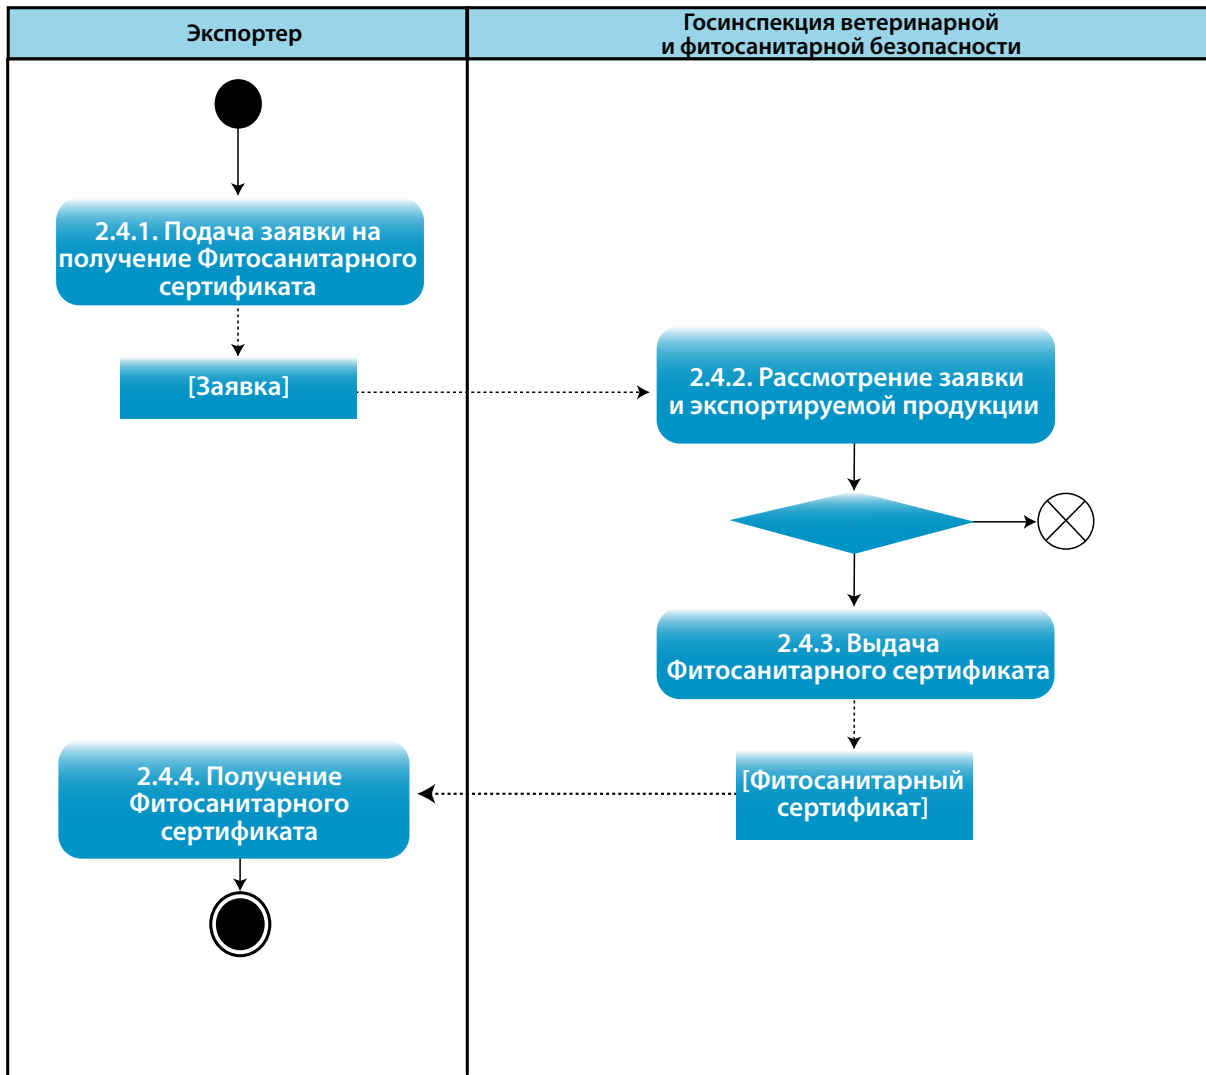 Экспортер
Госинспекция ветеринарной
и фитосанитарной безопасности
2.4.1. Подача заявки на
получение Фитосанитарного
сертификата
[Заявка]
2.4.2. Рассмотрение заявки
и экспортируемой продукции
2.4.3. Выдача
Фитосанитарного сертификата
[Фитосанитарный
сертификат]
2.4.4. Получение
Фитосанитарного
сертификата